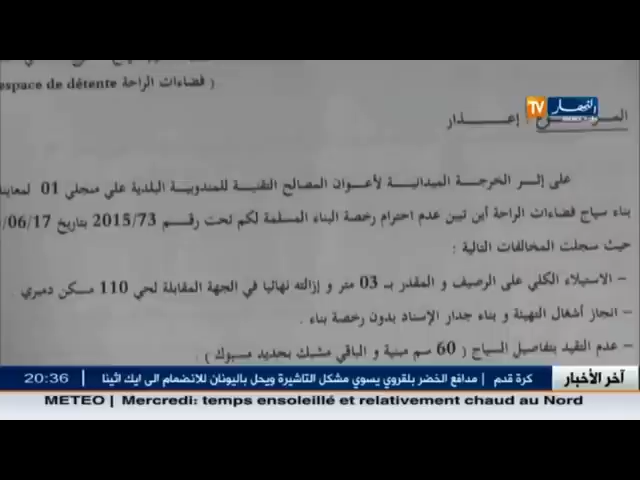 ( فضاءات الراحة espace de détente
TV النهار
الموضوع : إعـــذار
على إثر الخرجة الميدانية لأعوان المصالح التقنية للمندوبية البلدية علي منجلي 01 لمعاينة
بناء سياج فضاءات الراحة أين تبين عدم احترام رخصة البناء المسلمة لكم تحت رقم 2015/73 بتاريخ 06/17/
حيث سجلت المخالفات التالية :
– الاستيلاء الكلي على الرصيف و المقدر بـ 03 متر و إزالته نهائيا في الجهة المقابلة لحي 110 مسكن دميري
– انجاز أشغال التهيئة و بناء جدار الإسناد بدون رخصة بناء .
– عدم التقيد بتفاصيل السياج ( 60 سم مبنية و الباقي مشبك بحديد مسبوك )
آخر الأخبار
كرة قدم | مدافع الخضر بلقروي يسوي مشكل التاشيرة ويحل باليونان للانضمام الى ايك اثينا
20:36
METEO | Mercredi: temps ensoleillé et relativement chaud au Nord